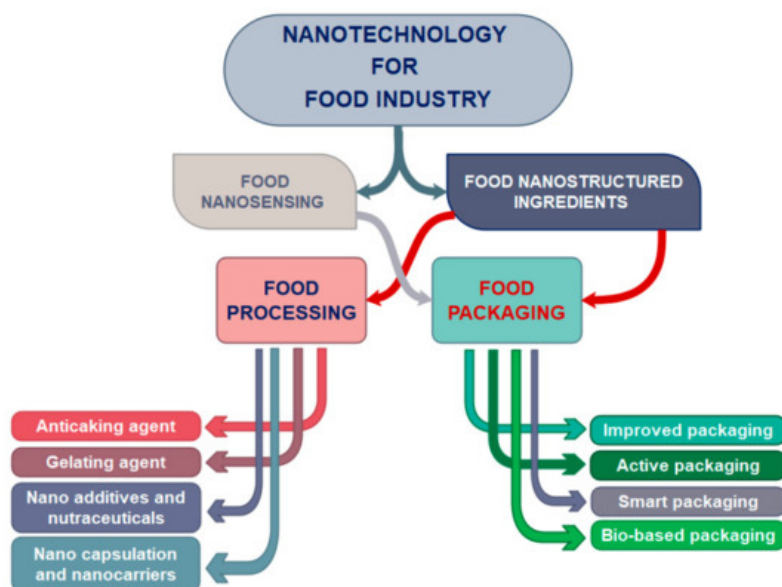 NANOTECHNOLOGY
FOR
FOOD INDUSTRY
FOOD
NANOSENSING
FOOD NANOSTRUCTURED
INGREDIENTS
FOOD
PROCESSING
FOOD
PACKAGING
Anticaking agent
Gelating agent
Nano additives and
nutraceuticals
Nano capsulation
and nanocarriers
Improved packaging
Active packaging
Smart packaging
Bio-based packaging